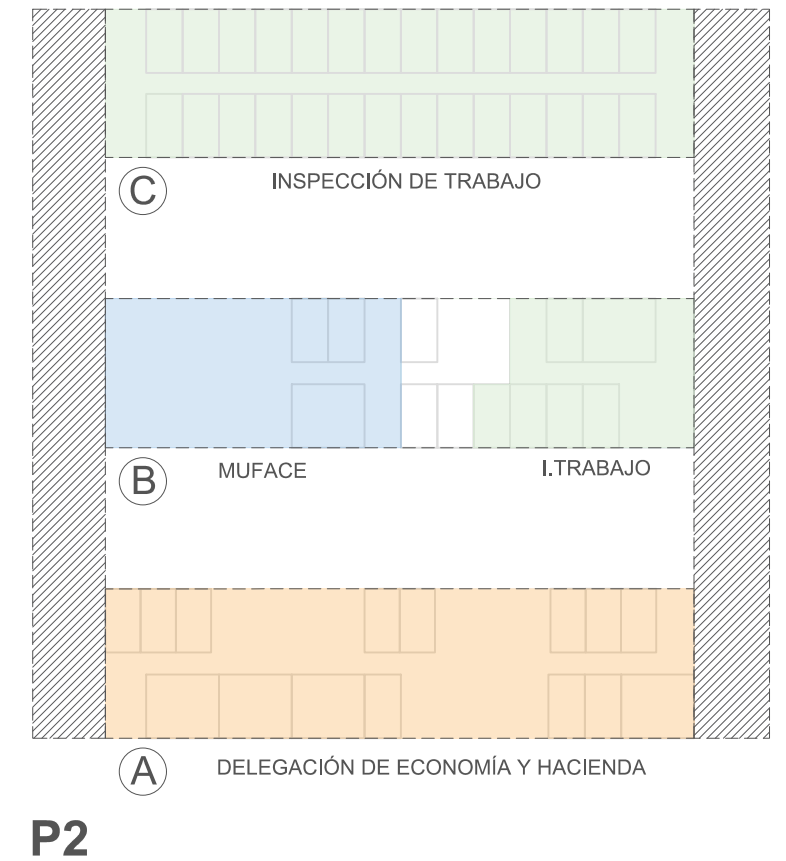 C
INSPECCIÓN DE TRABAJO
B
MUFACE
I.TRABAJO
A
DELEGACIÓN DE ECONOMÍA Y HACIENDA
P2